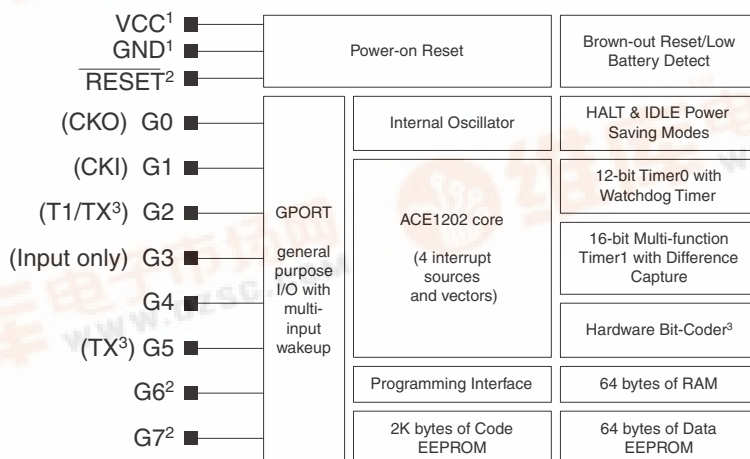 VCC¹
GND¹
RESET²
(CKO) G0
(CKI) G1
(T1/TX³) G2
(Input only) G3
G4
(TX³) G5
G6²
G7²
Power-on Reset
Brown-out Reset/Low
Battery Detect
GPORT
general
purpose
I/O with
multi-
input
wakeup
Internal Oscillator
HALT & IDLE Power
Saving Modes
ACE1202 core
(4 interrupt
sources
and vectors)
12-bit Timer0 with
Watchdog Timer
16-bit Multi-function
Timer1 with Difference
Capture
Hardware Bit-Coder³
Programming Interface
64 bytes of RAM
2K bytes of Code
EEPROM
64 bytes of Data
EEPROM